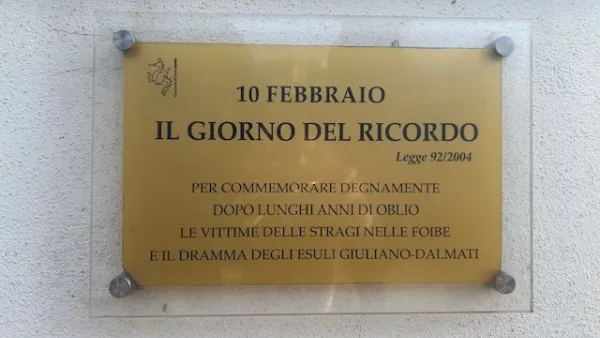 10 FEBBRAIO
IL GIORNO DEL RICORDO
Legge 92/2004
PER COMMEMORARE DEGNAMENTE
DOPO LUNGHI ANNI DI OBLIO
LE VITTIME DELLE STRAGI NELLE FOIBE
E IL DRAMMA DEGLI ESULI GIULIANO-DALMATI